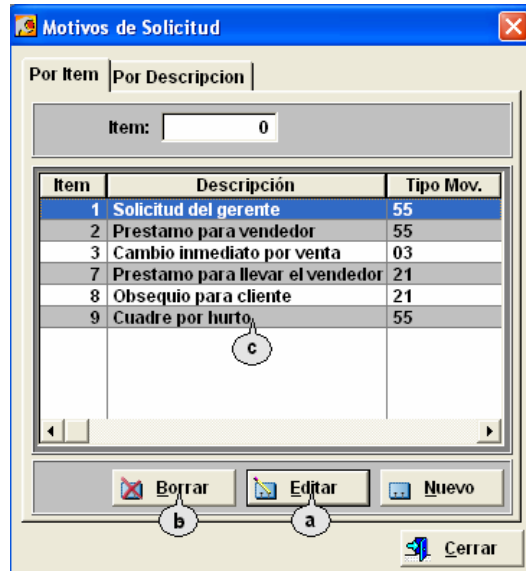 Motivos de Solicitud
Por Item Por Descripcion
Item: 0
Item Descripción Tipo Mov.
1 Solicitud del gerente 55
2 Prestamo para vendedor 55
3 Cambio inmediato por venta 03
7 Prestamo para llevar el vendedor 21
8 Obsequio para cliente 21
9 Cuadre por hurto 55
c
Borrar Editar Nuevo
b a
Cerrar